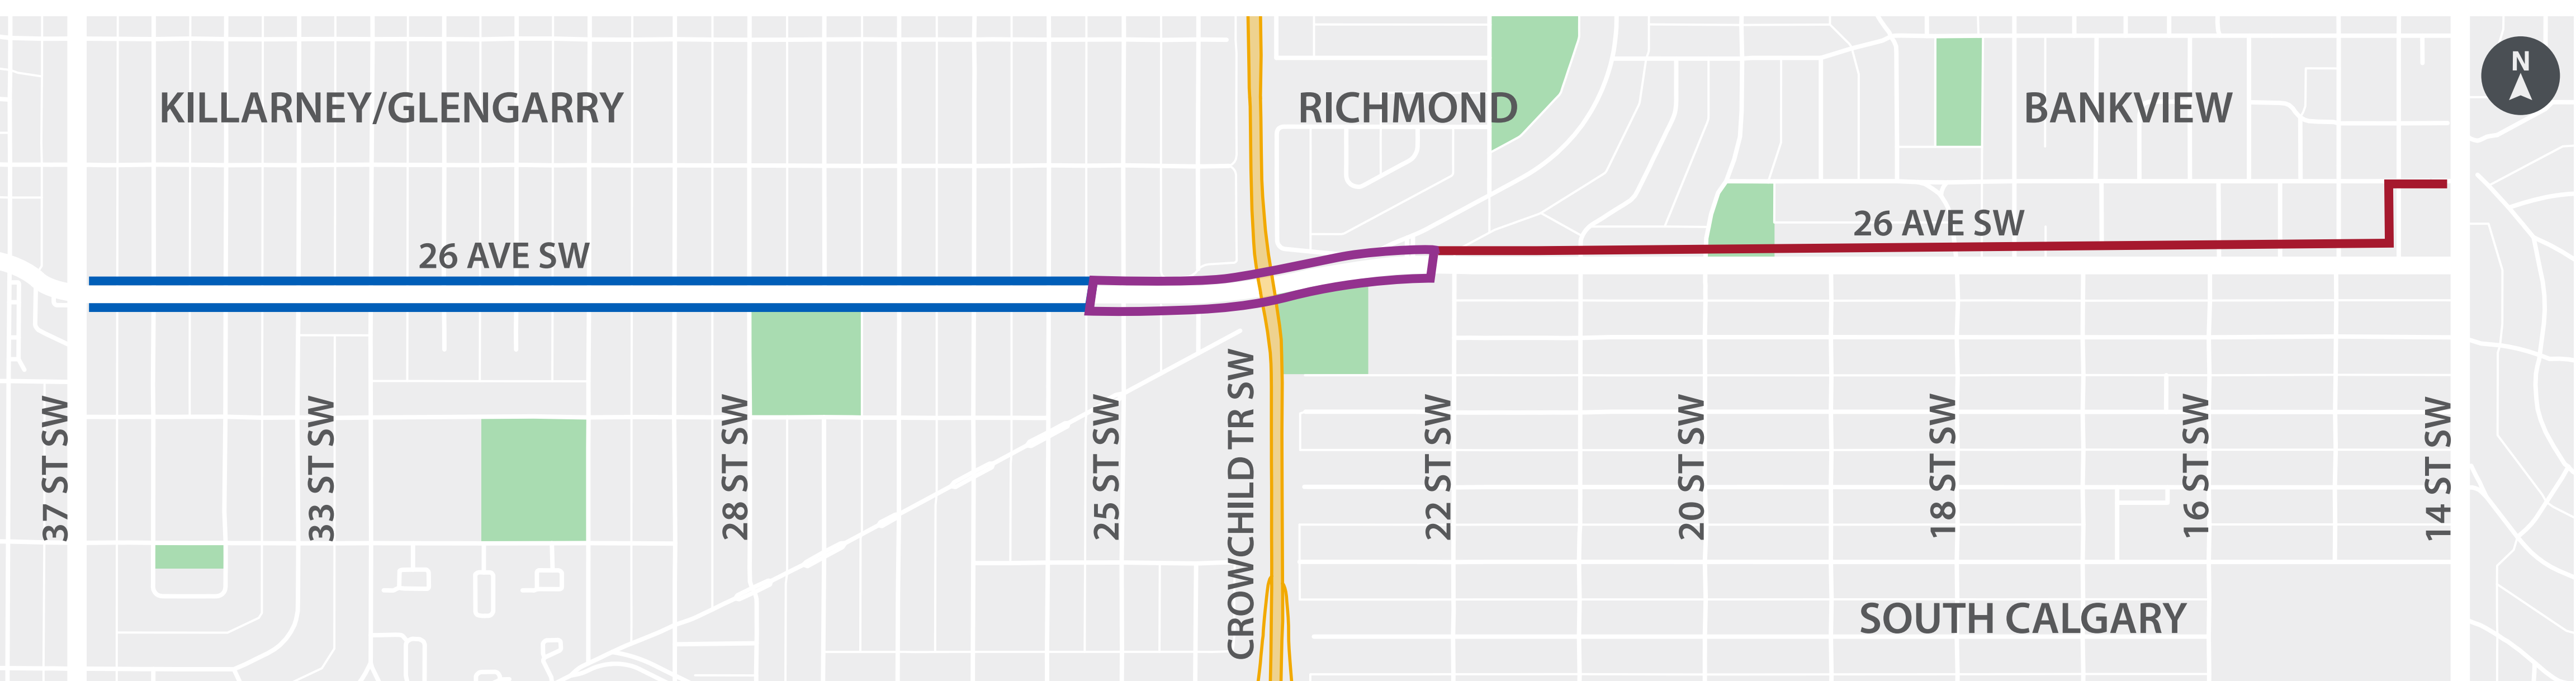 N
KILLARNEY/GLENGARRY
RICHMOND
BANKVIEW
26 AVE SW
26 AVE SW
37 ST SW
33 ST SW
28 ST SW
25 ST SW
CROWCHILD TR SW
22 ST SW
20 ST SW
18 ST SW
16 ST SW
14 ST SW
SOUTH CALGARY